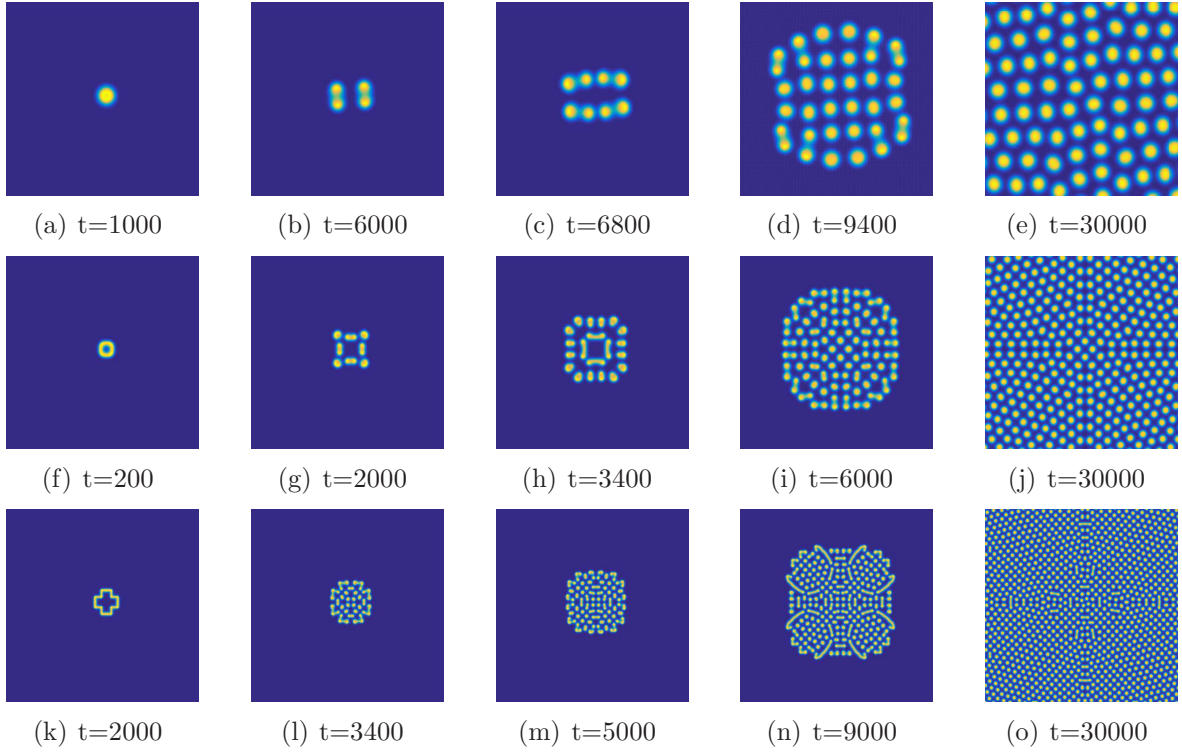 (a) t=1000 (b) t=6000 (c) t=6800 (d) t=9400 (e) t=30000
(f) t=200 (g) t=2000 (h) t=3400 (i) t=6000 (j) t=30000
(k) t=2000 (l) t=3400 (m) t=5000 (n) t=9000 (o) t=30000